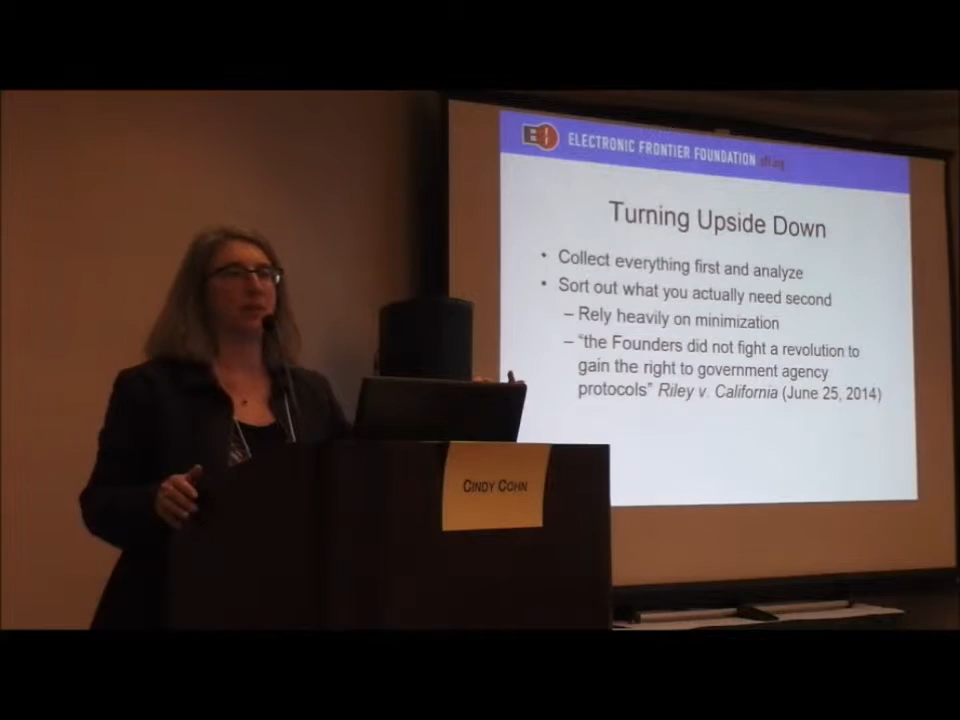 ELECTRONIC FRONTIER FOUNDATION eff.org
Turning Upside Down
• Collect everything first and analyze
• Sort out what you actually need second
– Rely heavily on minimization
– “the Founders did not fight a revolution to
gain the right to government agency
protocols” Riley v. California (June 25, 2014)
CINDY COHN